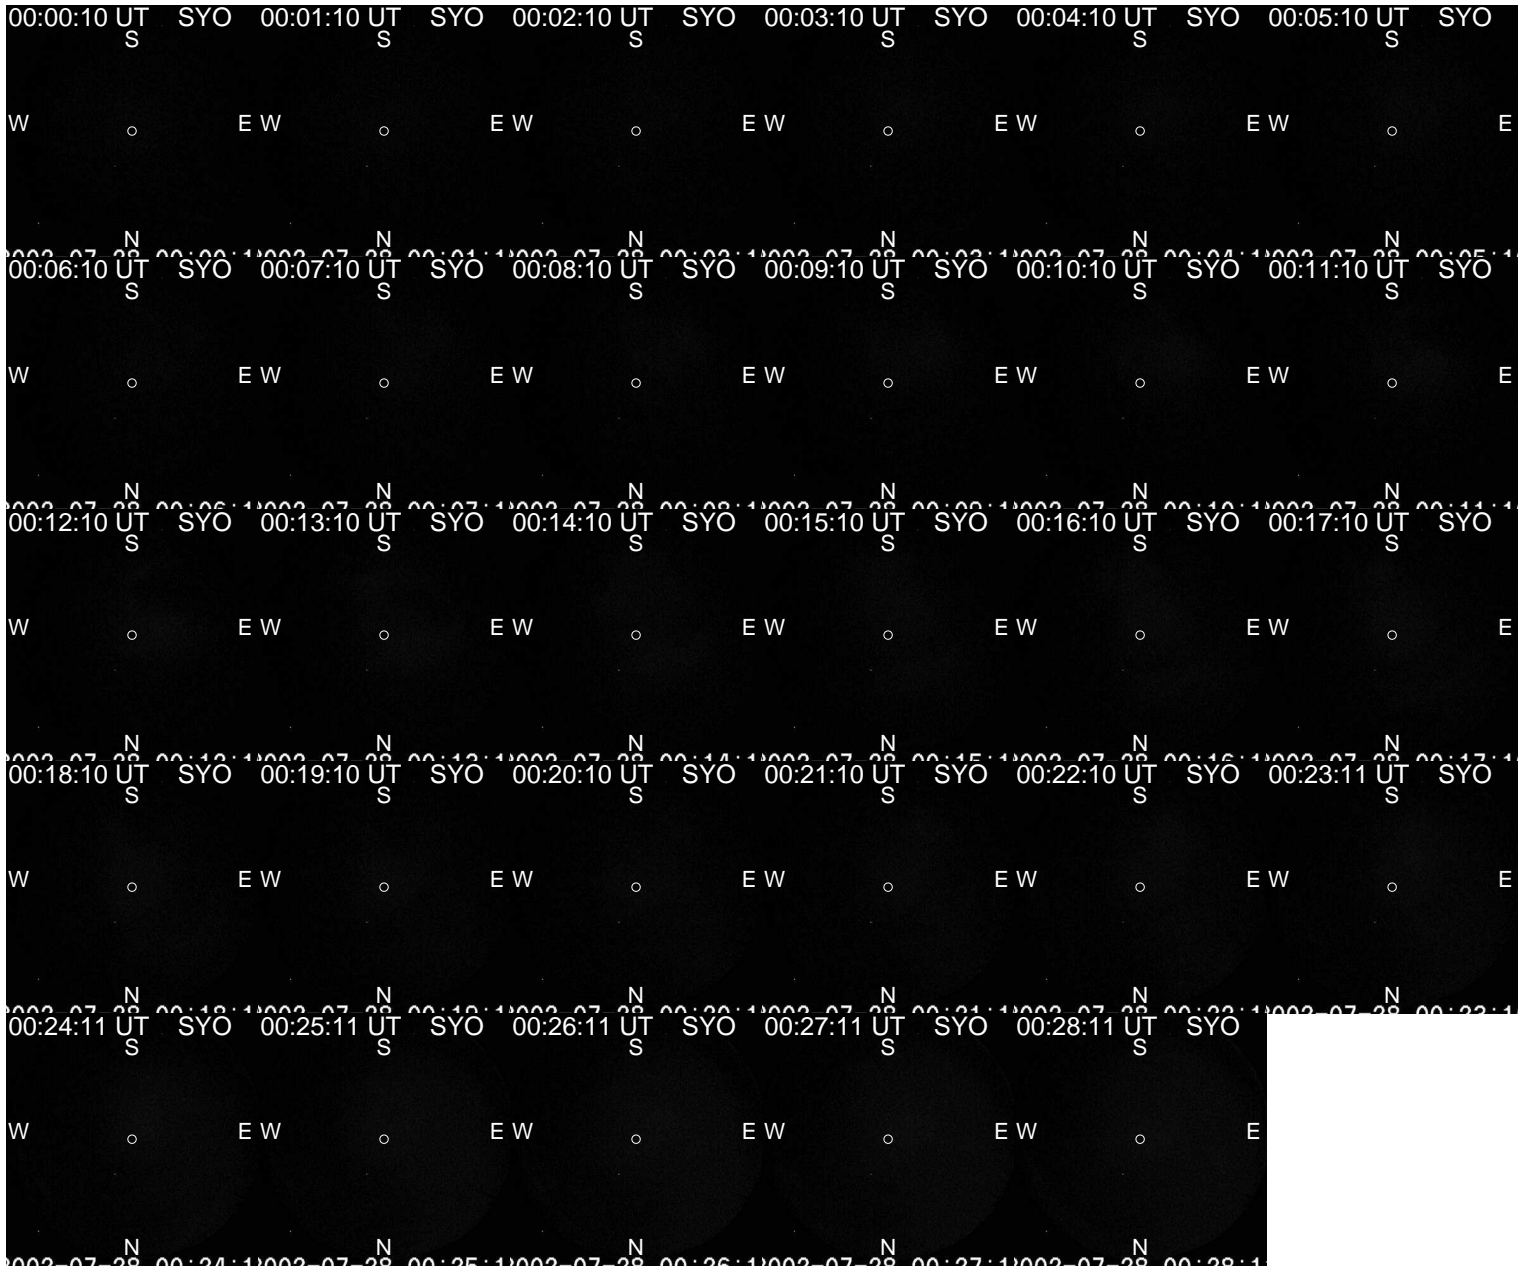 00:00:10 UT SYO 00:01:10 UT SYO 00:02:10 UT SYO 00:03:10 UT SYO 00:04:10 UT SYO 00:05:10 UT SYO
S S S S S S
W E W E W E W E W E W E
N N N N N N
00:06:10 UT SYO 00:07:10 UT SYO 00:08:10 UT SYO 00:09:10 UT SYO 00:10:10 UT SYO 00:11:10 UT SYO
S S S S S S
W E W E W E W E W E W E
N N N N N N
00:12:10 UT SYO 00:13:10 UT SYO 00:14:10 UT SYO 00:15:10 UT SYO 00:16:10 UT SYO 00:17:10 UT SYO
S S S S S S
W E W E W E W E W E W E
N N N N N N
00:18:10 UT SYO 00:19:10 UT SYO 00:20:10 UT SYO 00:21:10 UT SYO 00:22:10 UT SYO 00:23:11 UT SYO
S S S S S S
W E W E W E W E W E W E
N N N N N N
00:24:11 UT SYO 00:25:11 UT SYO 00:26:11 UT SYO 00:27:11 UT SYO 00:28:11 UT SYO
S S S S S
W E W E W E W E W E
N N N N N